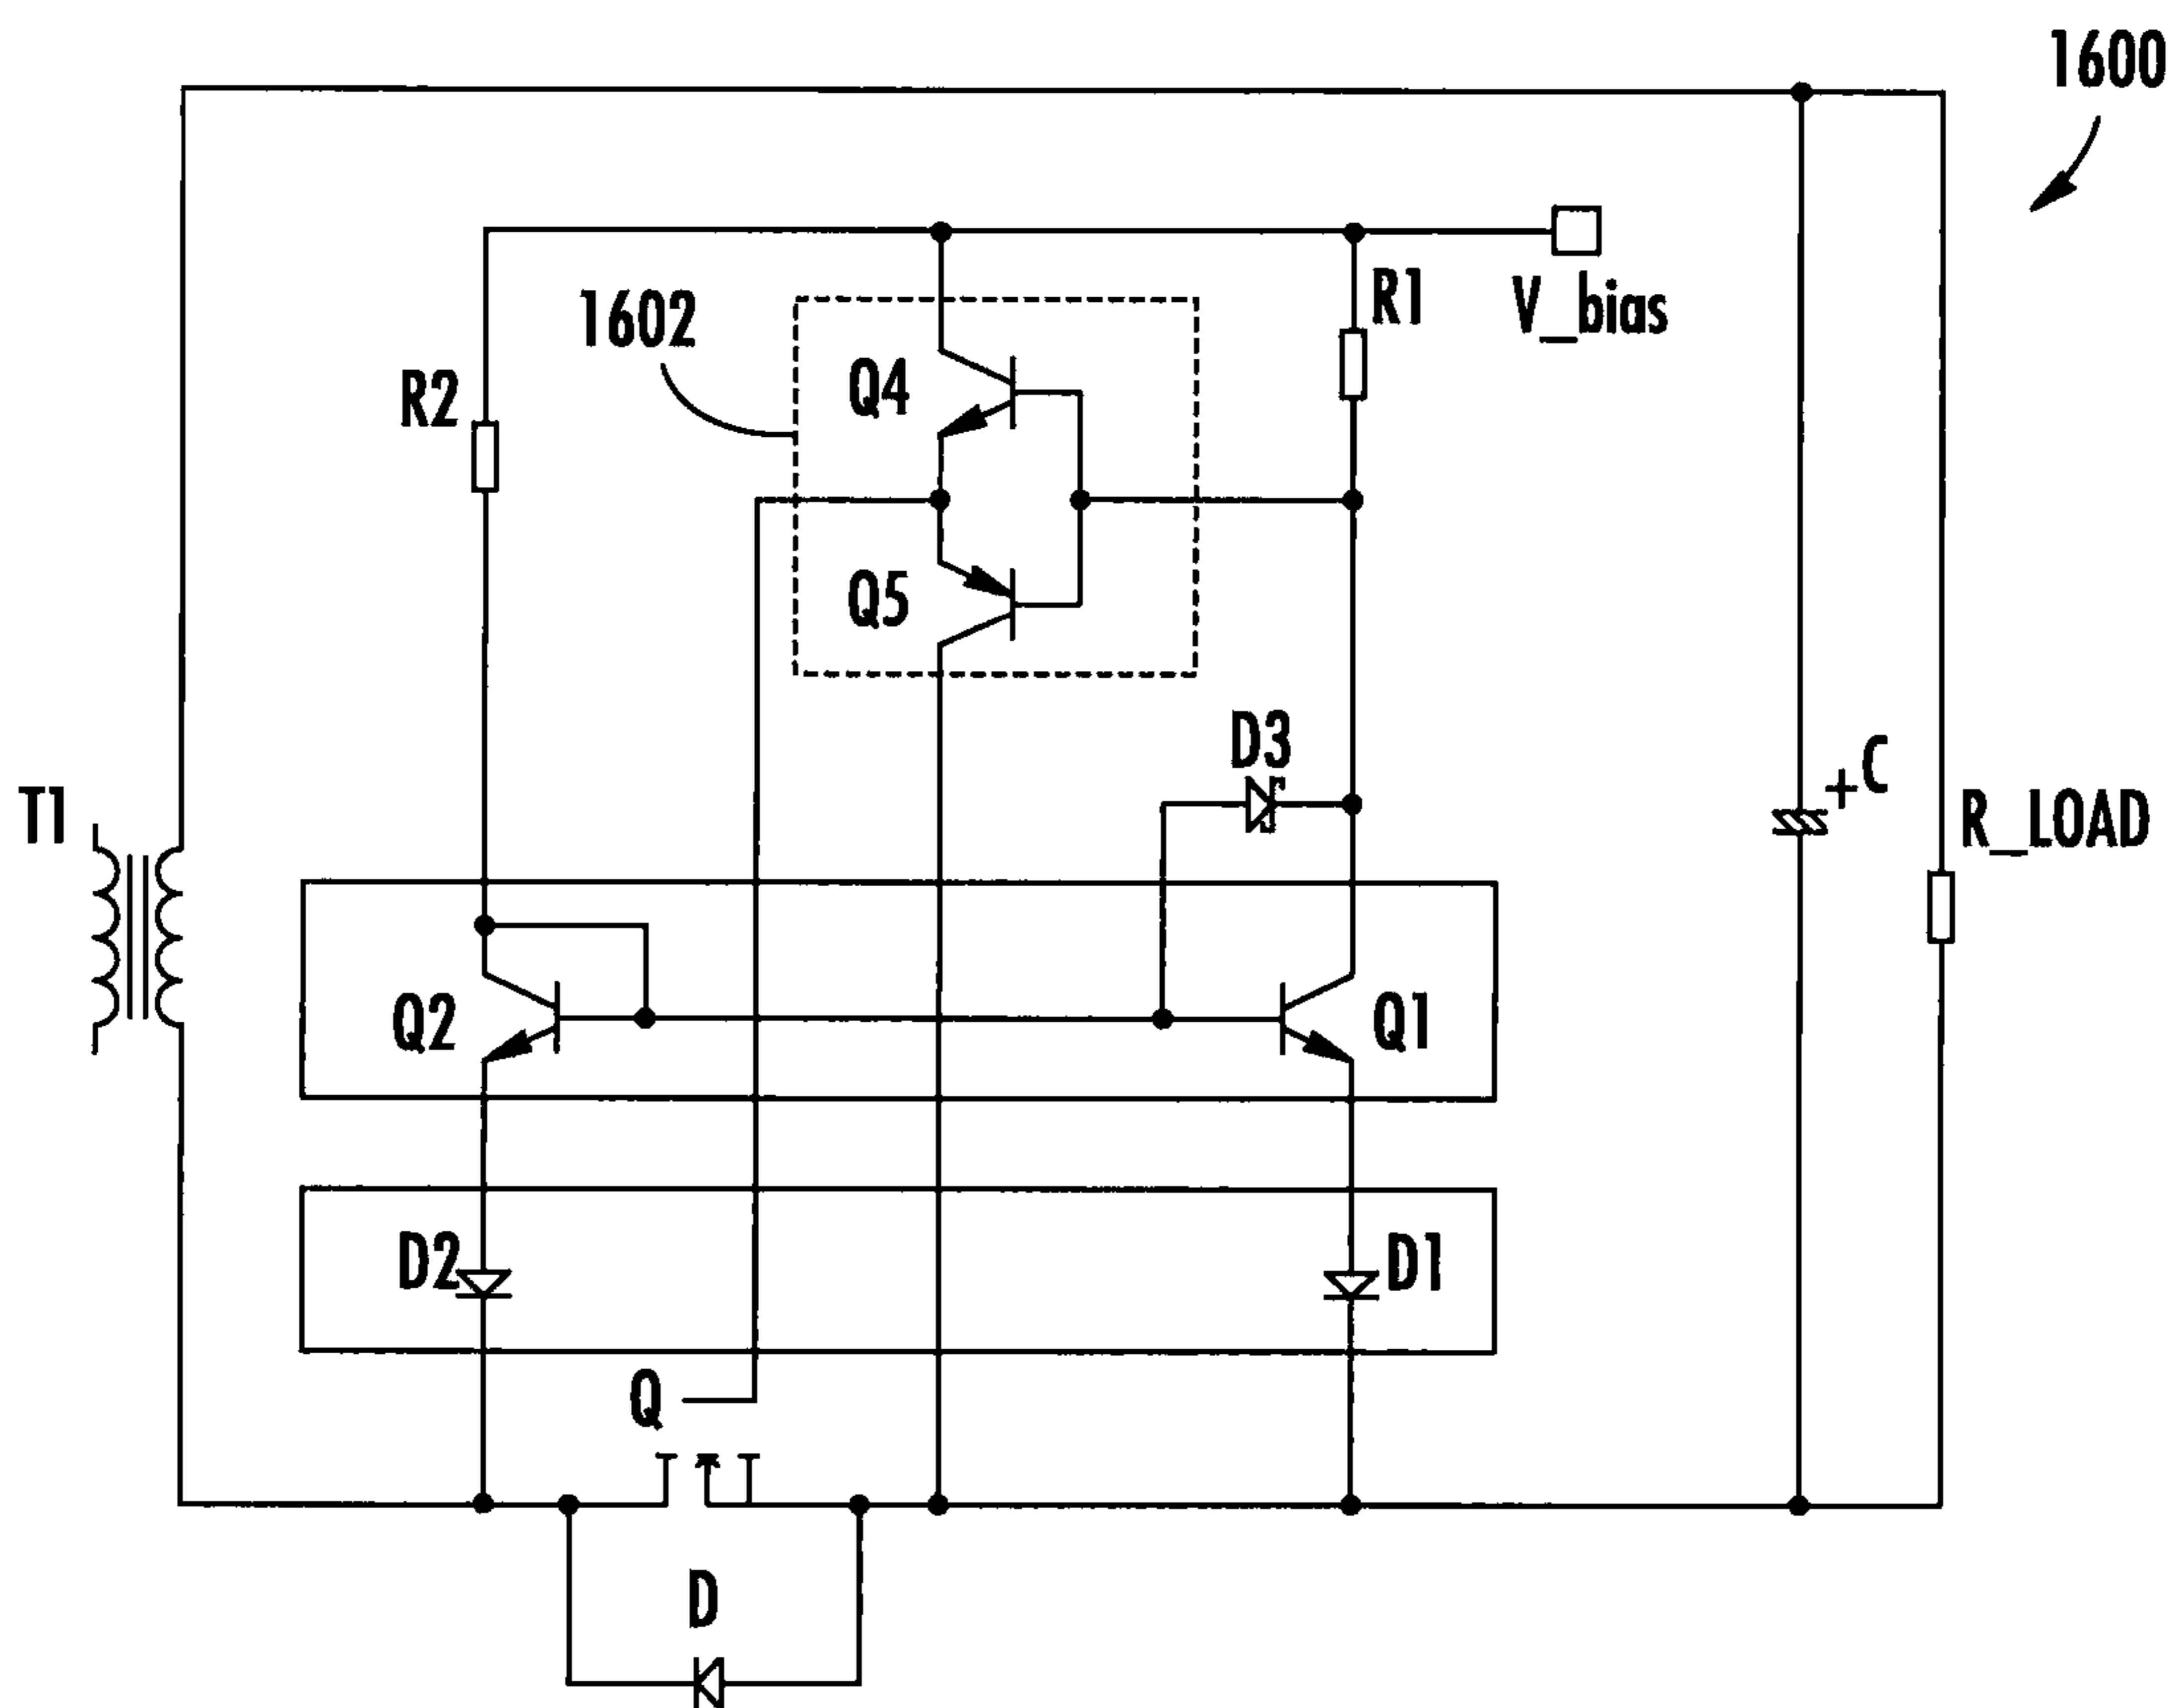 1600
R1
1602
V_bias
Q4
R2
Q5
D3
C
+
T1
R_LOAD
Q2
Q1
D2
D1
Q
D